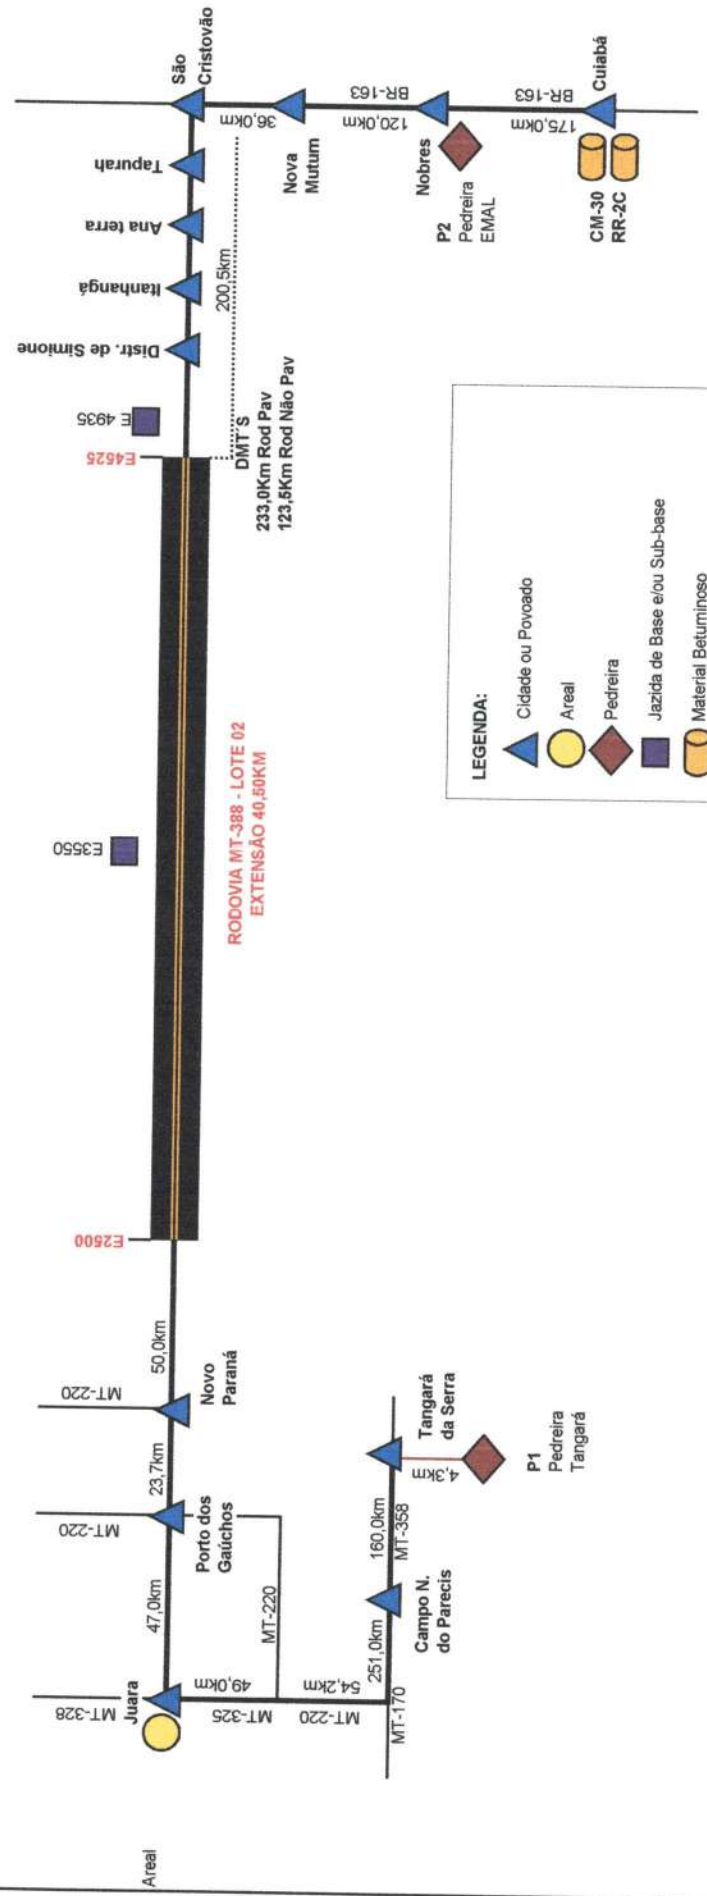 Areal
MT-328
Juara
47,0km
MT-220
Porto dos
Gaúchos
23,7km
MT-220
Novo
Paraná
50,0km
E2500
49,0km
MT-325
MT-220
54,2km
MT-220
MT-170
251,0km
Campo N.
do Parecis
160,0km
MT-358
Tangará
da Serra
4,3km
P1
Pedreira
Tangará
E3550
RODOVIA MT-388 - LOTE 02
EXTENSÃO 40,50KM
E4525
E 4935
DMT´S
233,0Km Rod Pav
123,5Km Rod Não Pav
200,5km
Distr. de Simione
Itanhangá
Ana terra
Tapurah
São
Cristovão
36,0km
Nova
Mutum
120,0km
BR-163
Nobres
P2
Pedreira
EMAL
175,0km
BR-163
Cuiabá
CM-30
RR-2C
LEGENDA:
Cidade ou Povoado
Areal
Pedreira
Jazida de Base e/ou Sub-base
Material Betuminoso